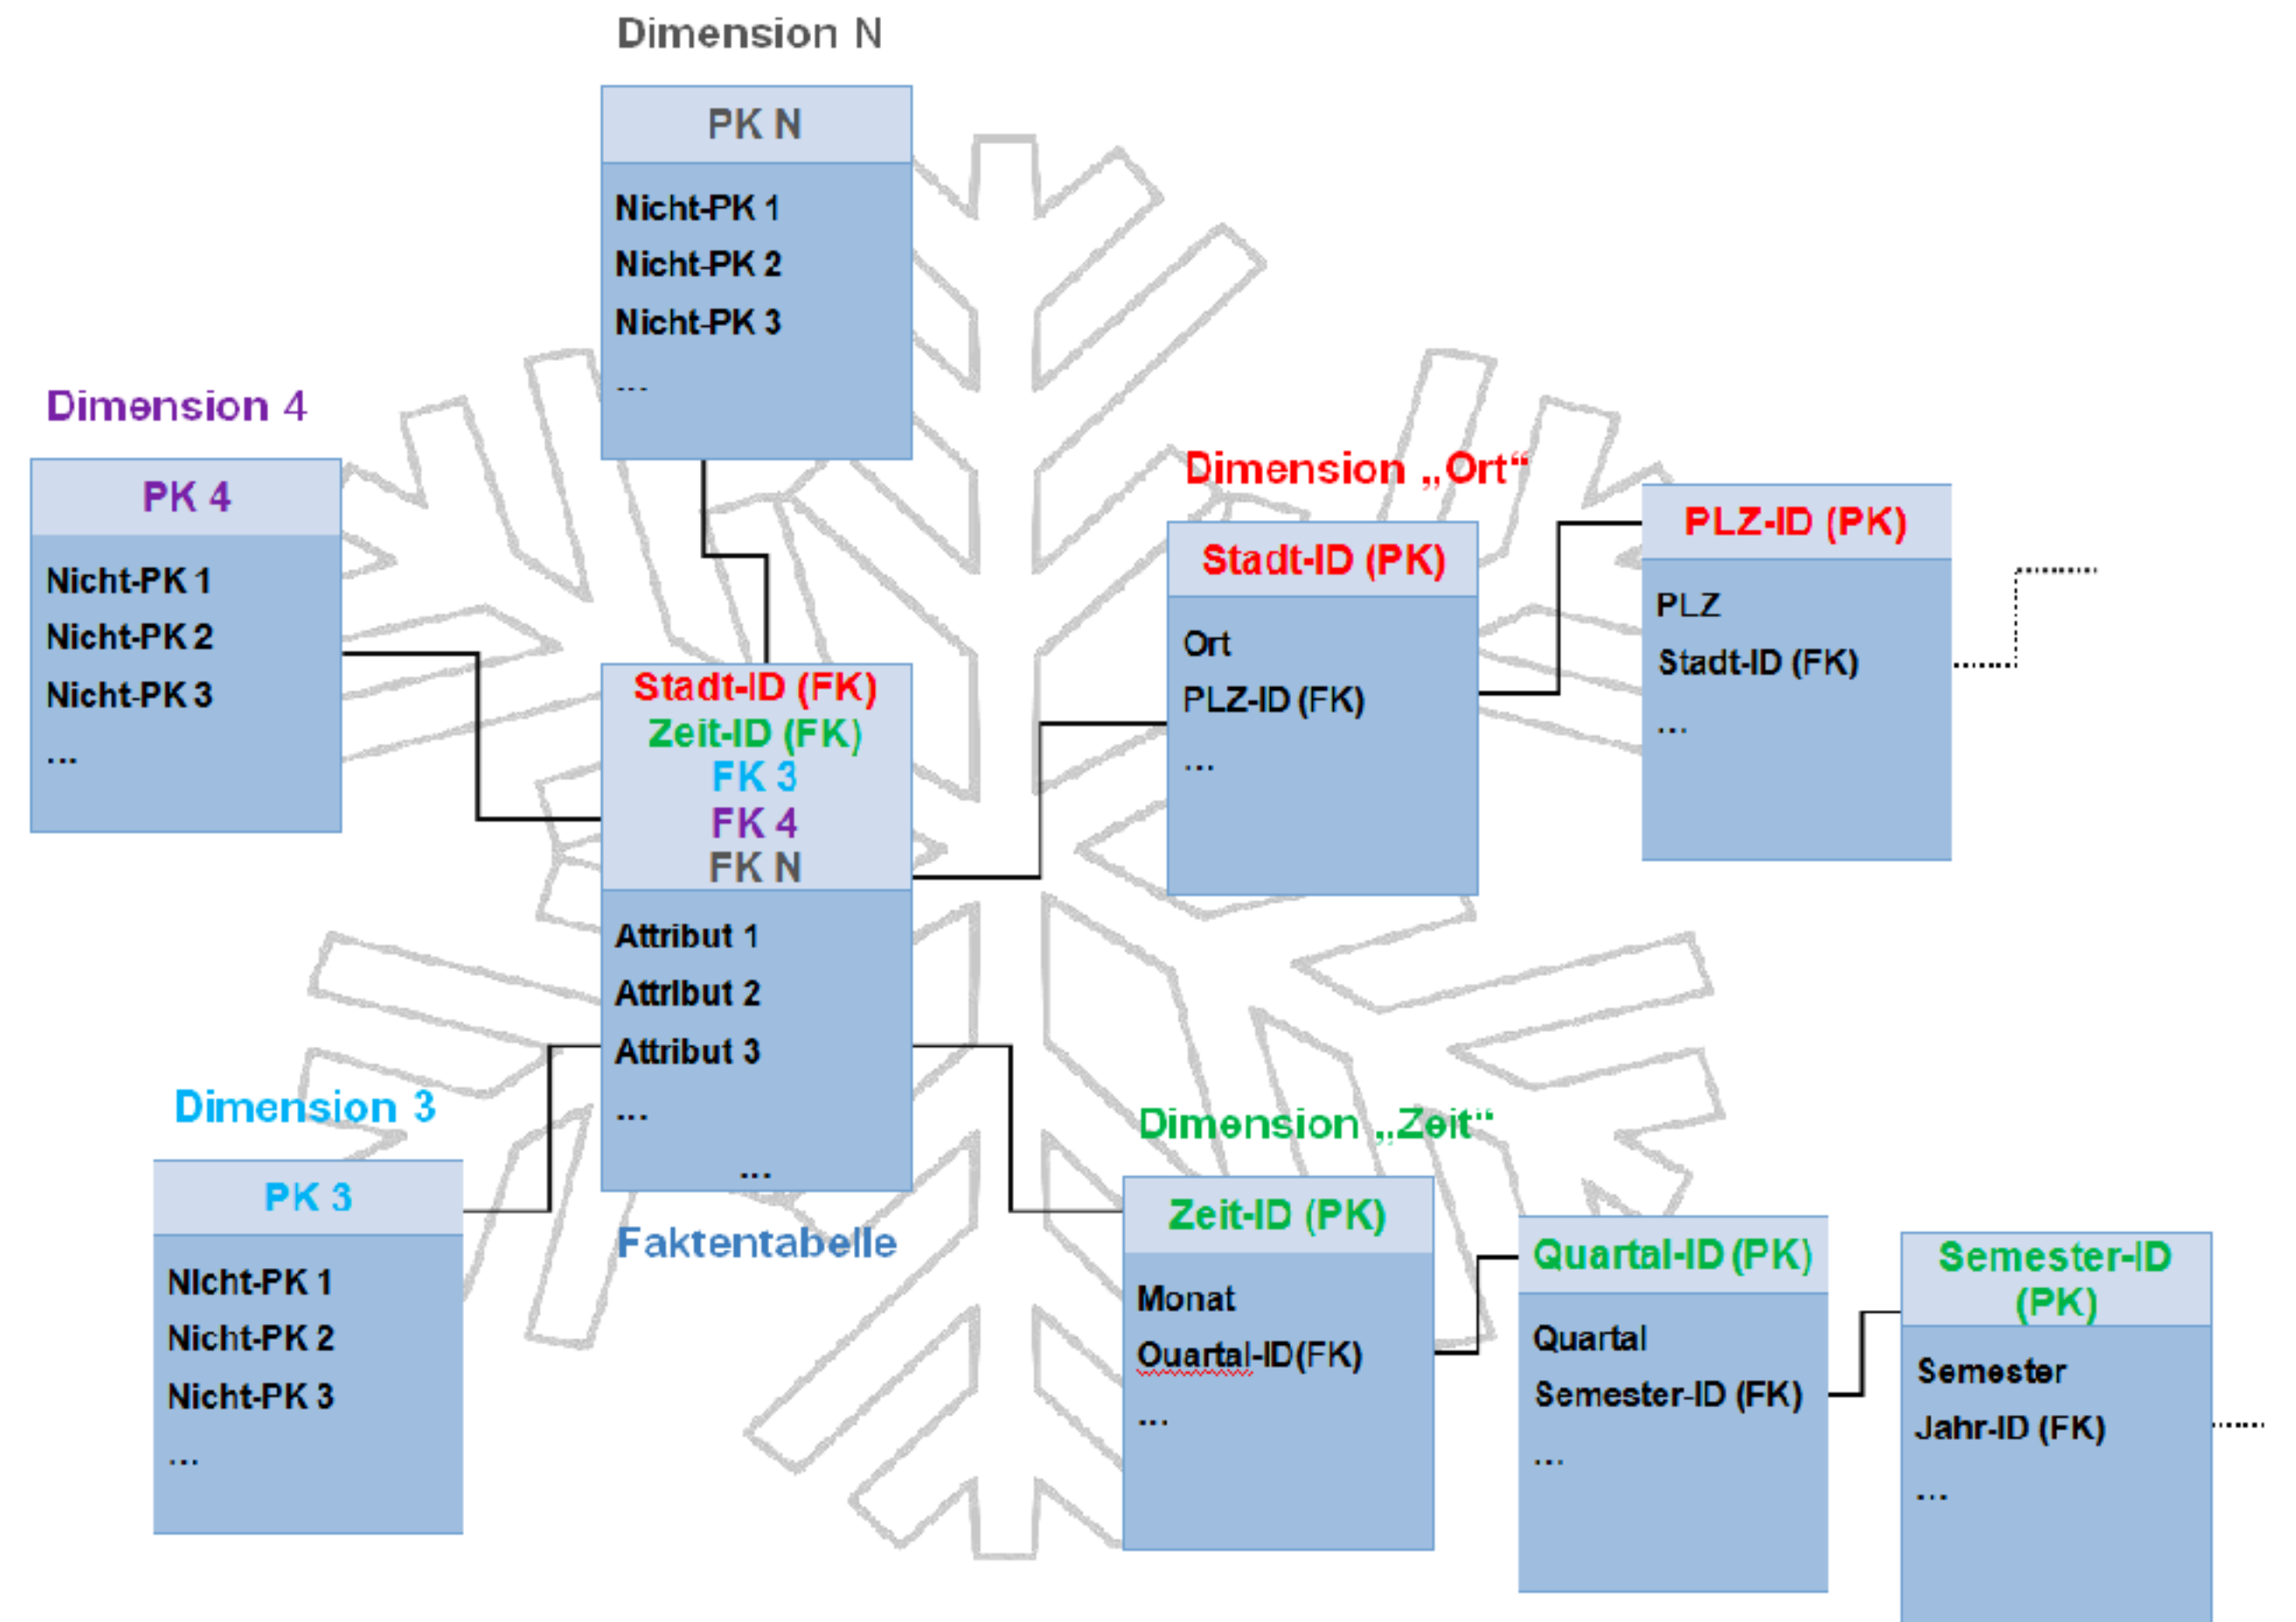 Dimension N
PK N
Nicht-PK 1
Nicht-PK 2
Nicht-PK 3
...
Dimension 4
PK 4
Nicht-PK 1
Nicht-PK 2
Nicht-PK 3
...
Dimension „Ort“
Stadt-ID (PK)
Ort
PLZ-ID (FK)
...
PLZ-ID (PK)
PLZ
Stadt-ID (FK)
...
Stadt-ID (FK)
Zeit-ID (FK)
FK 3
FK 4
FK N
Attribut 1
Attribut 2
Attribut 3
...
...
Faktentabelle
Dimension 3
PK 3
Nicht-PK 1
Nicht-PK 2
Nicht-PK 3
...
Dimension „Zeit“
Zeit-ID (PK)
Monat
Quartal-ID(FK)
...
Quartal-ID (PK)
Quartal
Semester-ID (FK)
...
Semester-ID
(PK)
Semester
Jahr-ID (FK)
...